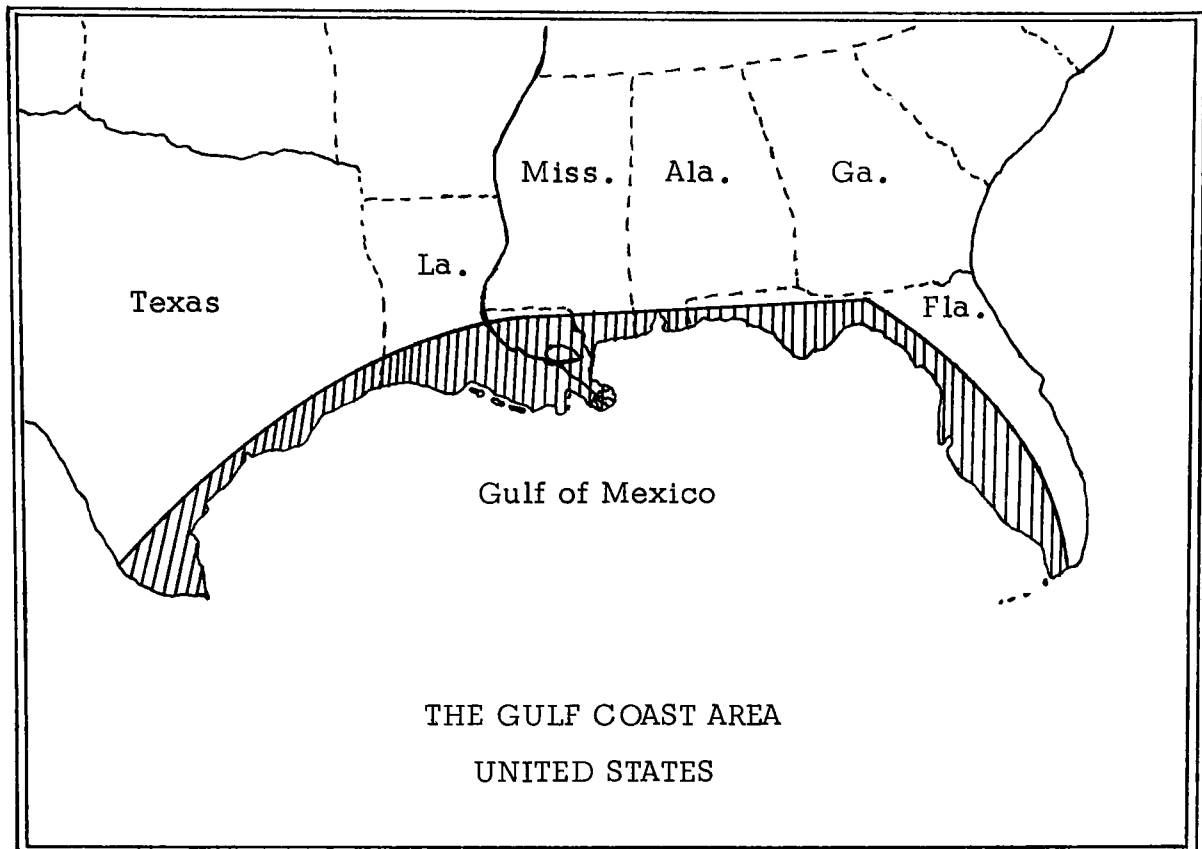 Miss.
Ala.
Ga.
La.
Texas
Fla.
Gulf of Mexico
THE GULF COAST AREA
UNITED STATES